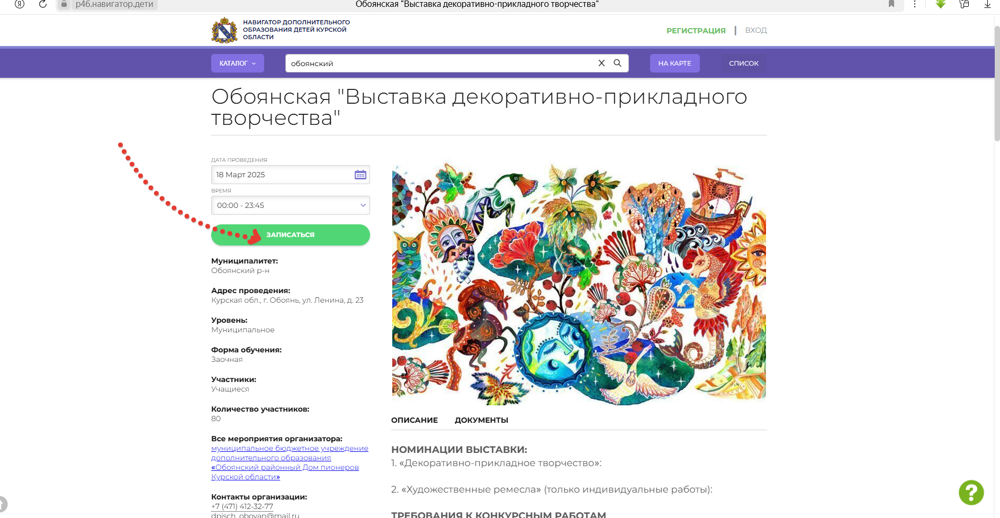 р46.навигатор.дети
Обоянская "Выставка декоративно-прикладного творчества"
НАВИГАТОР ДОПОЛНИТЕЛЬНОГО
ОБРАЗОВАНИЯ ДЕТЕЙ КУРСКОЙ
ОБЛАСТИ
РЕГИСТРАЦИЯ | ВХОД
КАТАЛОГ
обоянский
НА КАРТЕ
СПИСОК
Обоянская "Выставка декоративно-прикладного
творчества"
ДАТА ПРОВЕДЕНИЯ
18 Март 2025
ВРЕМЯ
00:00 - 23:45
ЗАПИСАТЬСЯ
Муниципалитет:
Обоянский р-н
Адрес проведения:
Курская обл., г. Обоянь, ул. Ленина, д. 23
Уровень:
Муниципальное
Форма обучения:
Заочная
Участники:
Учащиеся
Количество участников:
80
Все мероприятия организатора:
муниципальное бюджетное учреждение
дополнительного образования
«Обоянский районный Дом пионеров
Курской области»
Контакты организации:
+7 (471) 412-32-77
dpisch_oboyan@mail.ru
ОПИСАНИЕ
ДОКУМЕНТЫ
НОМИНАЦИИ ВЫСТАВКИ:
1. «Декоративно-прикладное творчество»:
2. «Художественные ремесла» (только индивидуальные работы):
ТРЕБОВАНИЯ К КОНКУРСНЫМ РАБОТАМ